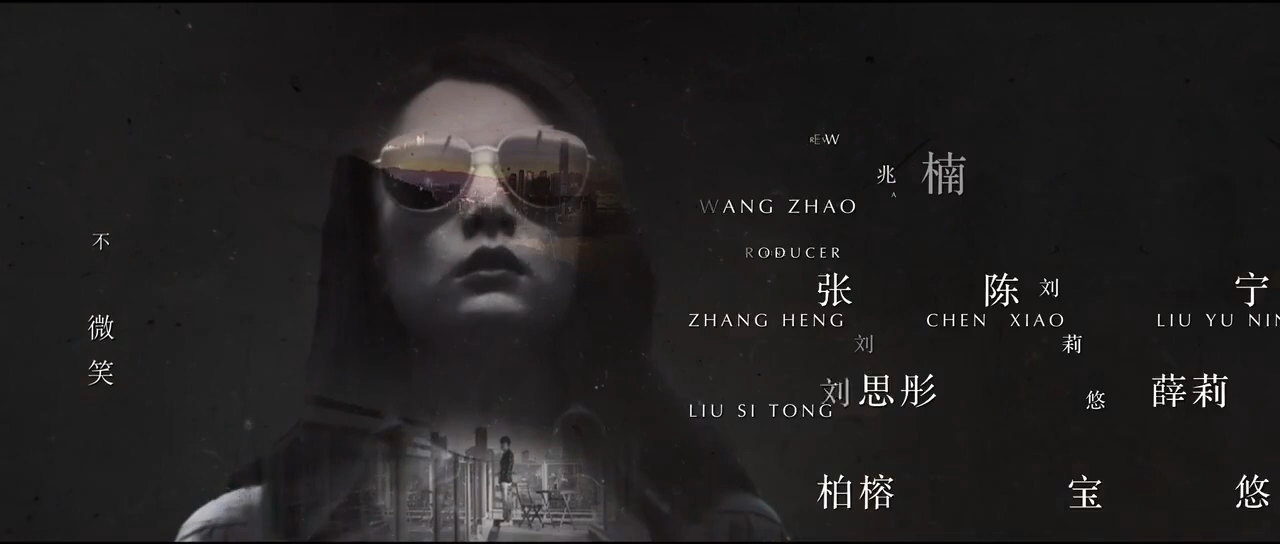 不
微
笑
兆 楠
WANG ZHAO
RODUCER
张 陈 刘 宁
ZHANG HENG CHEN XIAO LIU YU NIN
刘 莉
刘思彤 悠 薛莉
LIU SI TONG
柏榕 宝 悠